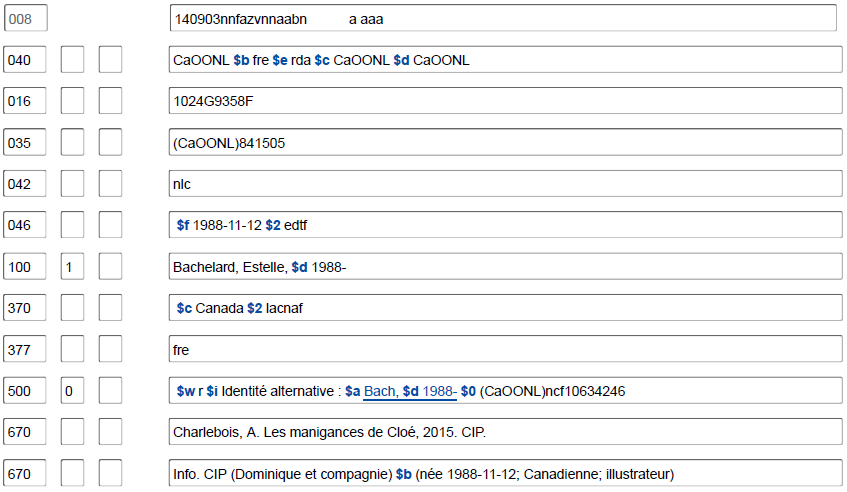 008 140903nnfazvnnaabn a aaa
040 CaOONL $b fre $e rda $c CaOONL $d CaOONL
016 1024G9358F
035 (CaOONL)841505
042 nlc
046 $f 1988-11-12 $2 edtf
100 1 Bachelard, Estelle, $d 1988-
370 $c Canada $2 lacnaf
377 fre
500 0 $w r $i Identité alternative : $a Bach, $d 1988- $0 (CaOONL)ncf10634246
670 Charlebois, A. Les manigances de Cloé, 2015. CIP.
670 Info. CIP (Dominique et compagnie) $b (née 1988-11-12; Canadienne; illustrateur)